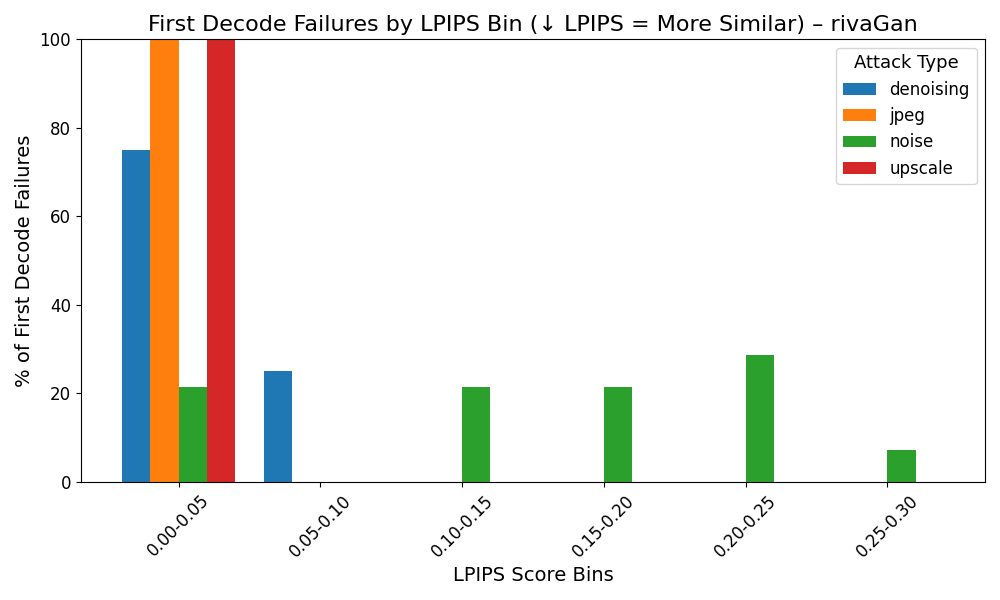 First Decode Failures by LPIPS Bin (↓ LPIPS = More Similar) – rivaGan
% of First Decode Failures
100
80
60
40
20
0
Attack Type
denoising
jpeg
noise
upscale
0.00-0.05
0.05-0.10
0.10-0.15
0.15-0.20
0.20-0.25
0.25-0.30
LPIPS Score Bins